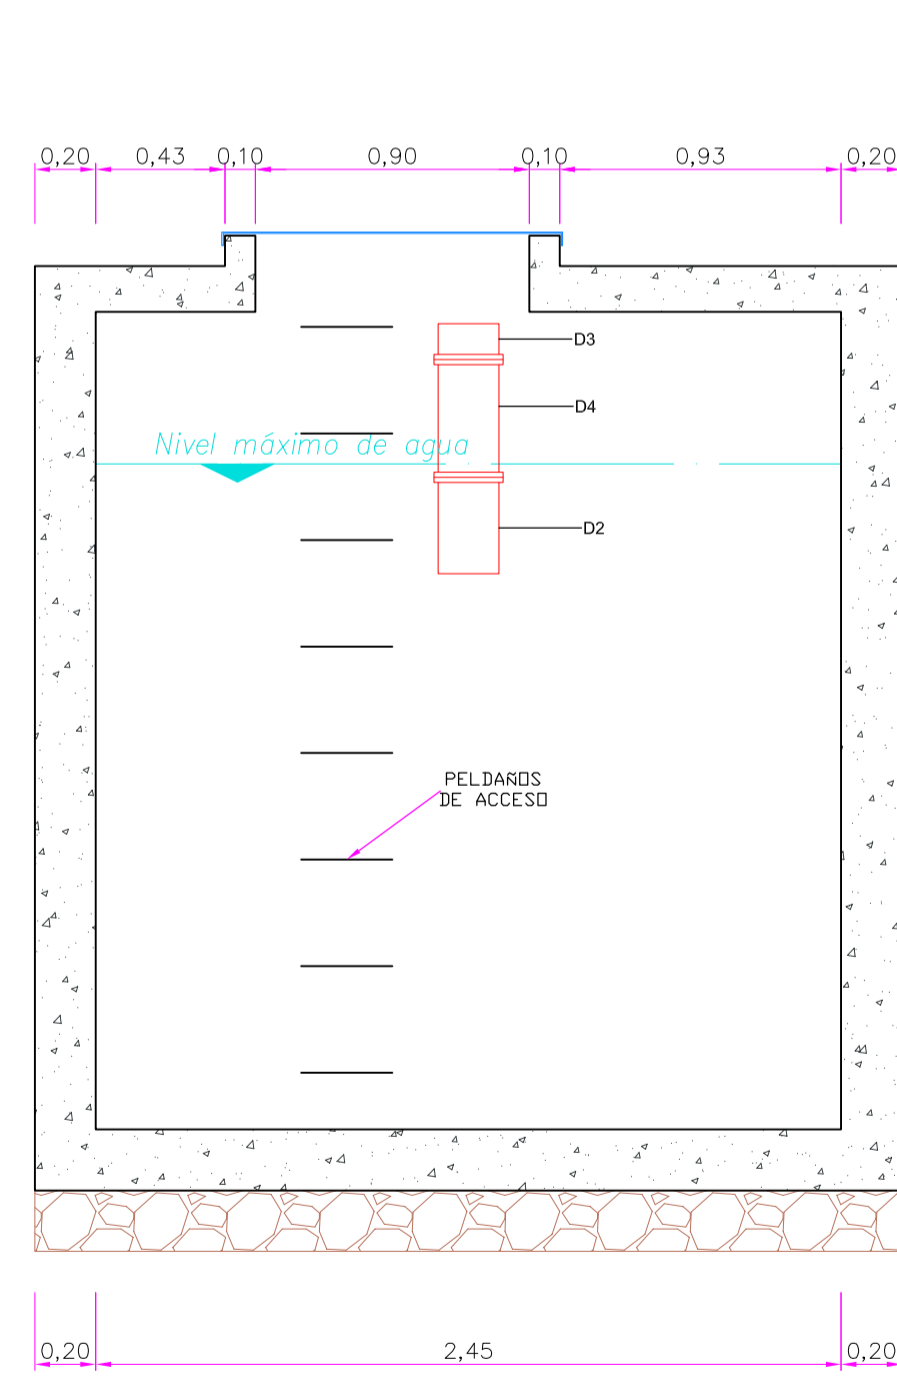 0,20 0,43 0,10 0,90 0,10 0,93 0,20
D3
D4
Nivel máximo de agua
D2
PELDAÑOS
DE ACCESO
0,20 2,45 0,20